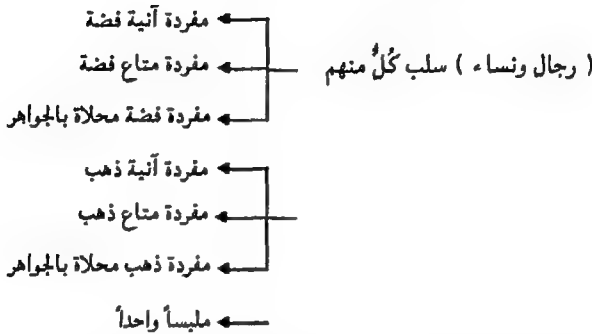 مفردة آنية فضة
( رجال ونساء ) سلب كُلٌّ منهم
مفردة متاع فضة
مفردة فضة محلاة بالجواهر
مفردة آنية ذهب
مفردة متاع ذهب
مفردة ذهب محلاة بالجواهر
ملبساً واحداً